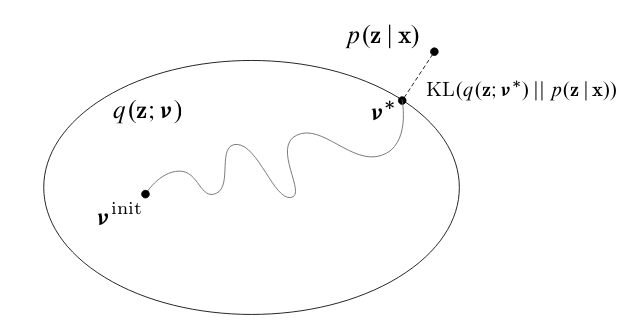 p(z | x)
KL(q(z; ν*) || p(z | x))
q(z; ν)
ν*
ν^init